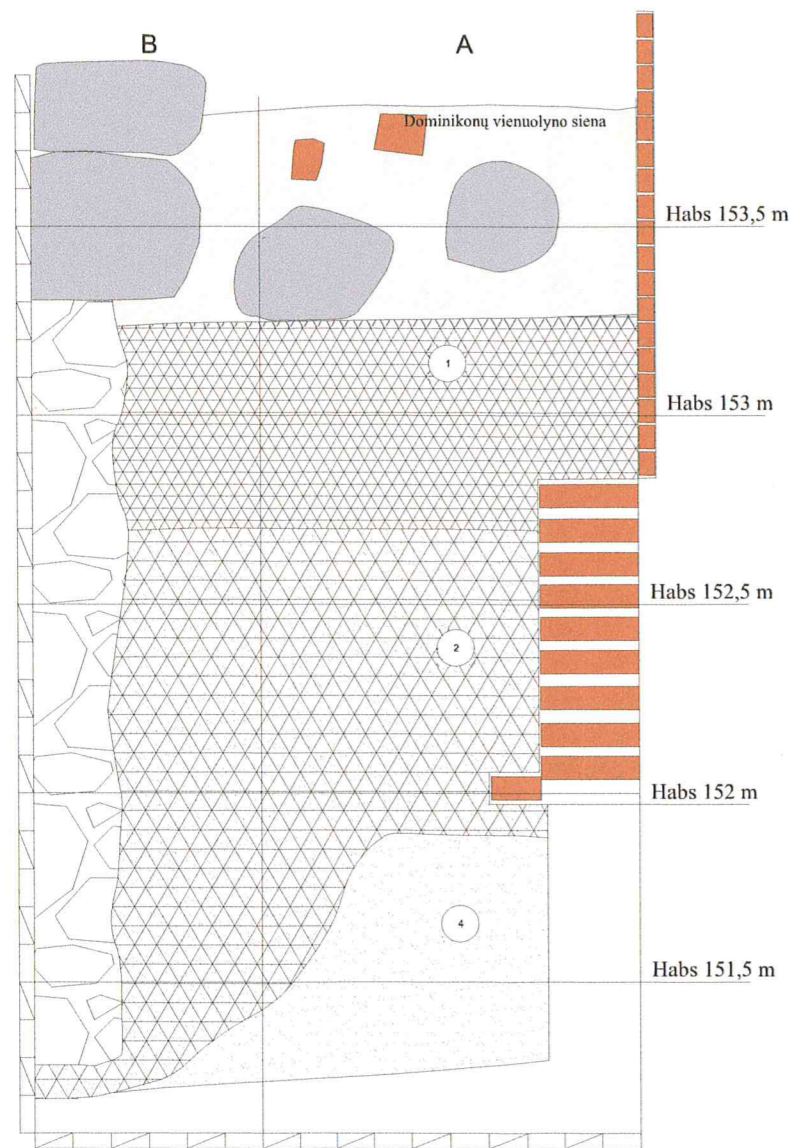 B A
Dominikonų vienuolyno siena
Habs 153,5 m
1
Habs 153 m
Habs 152,5 m
2
Habs 152 m
4
Habs 151,5 m